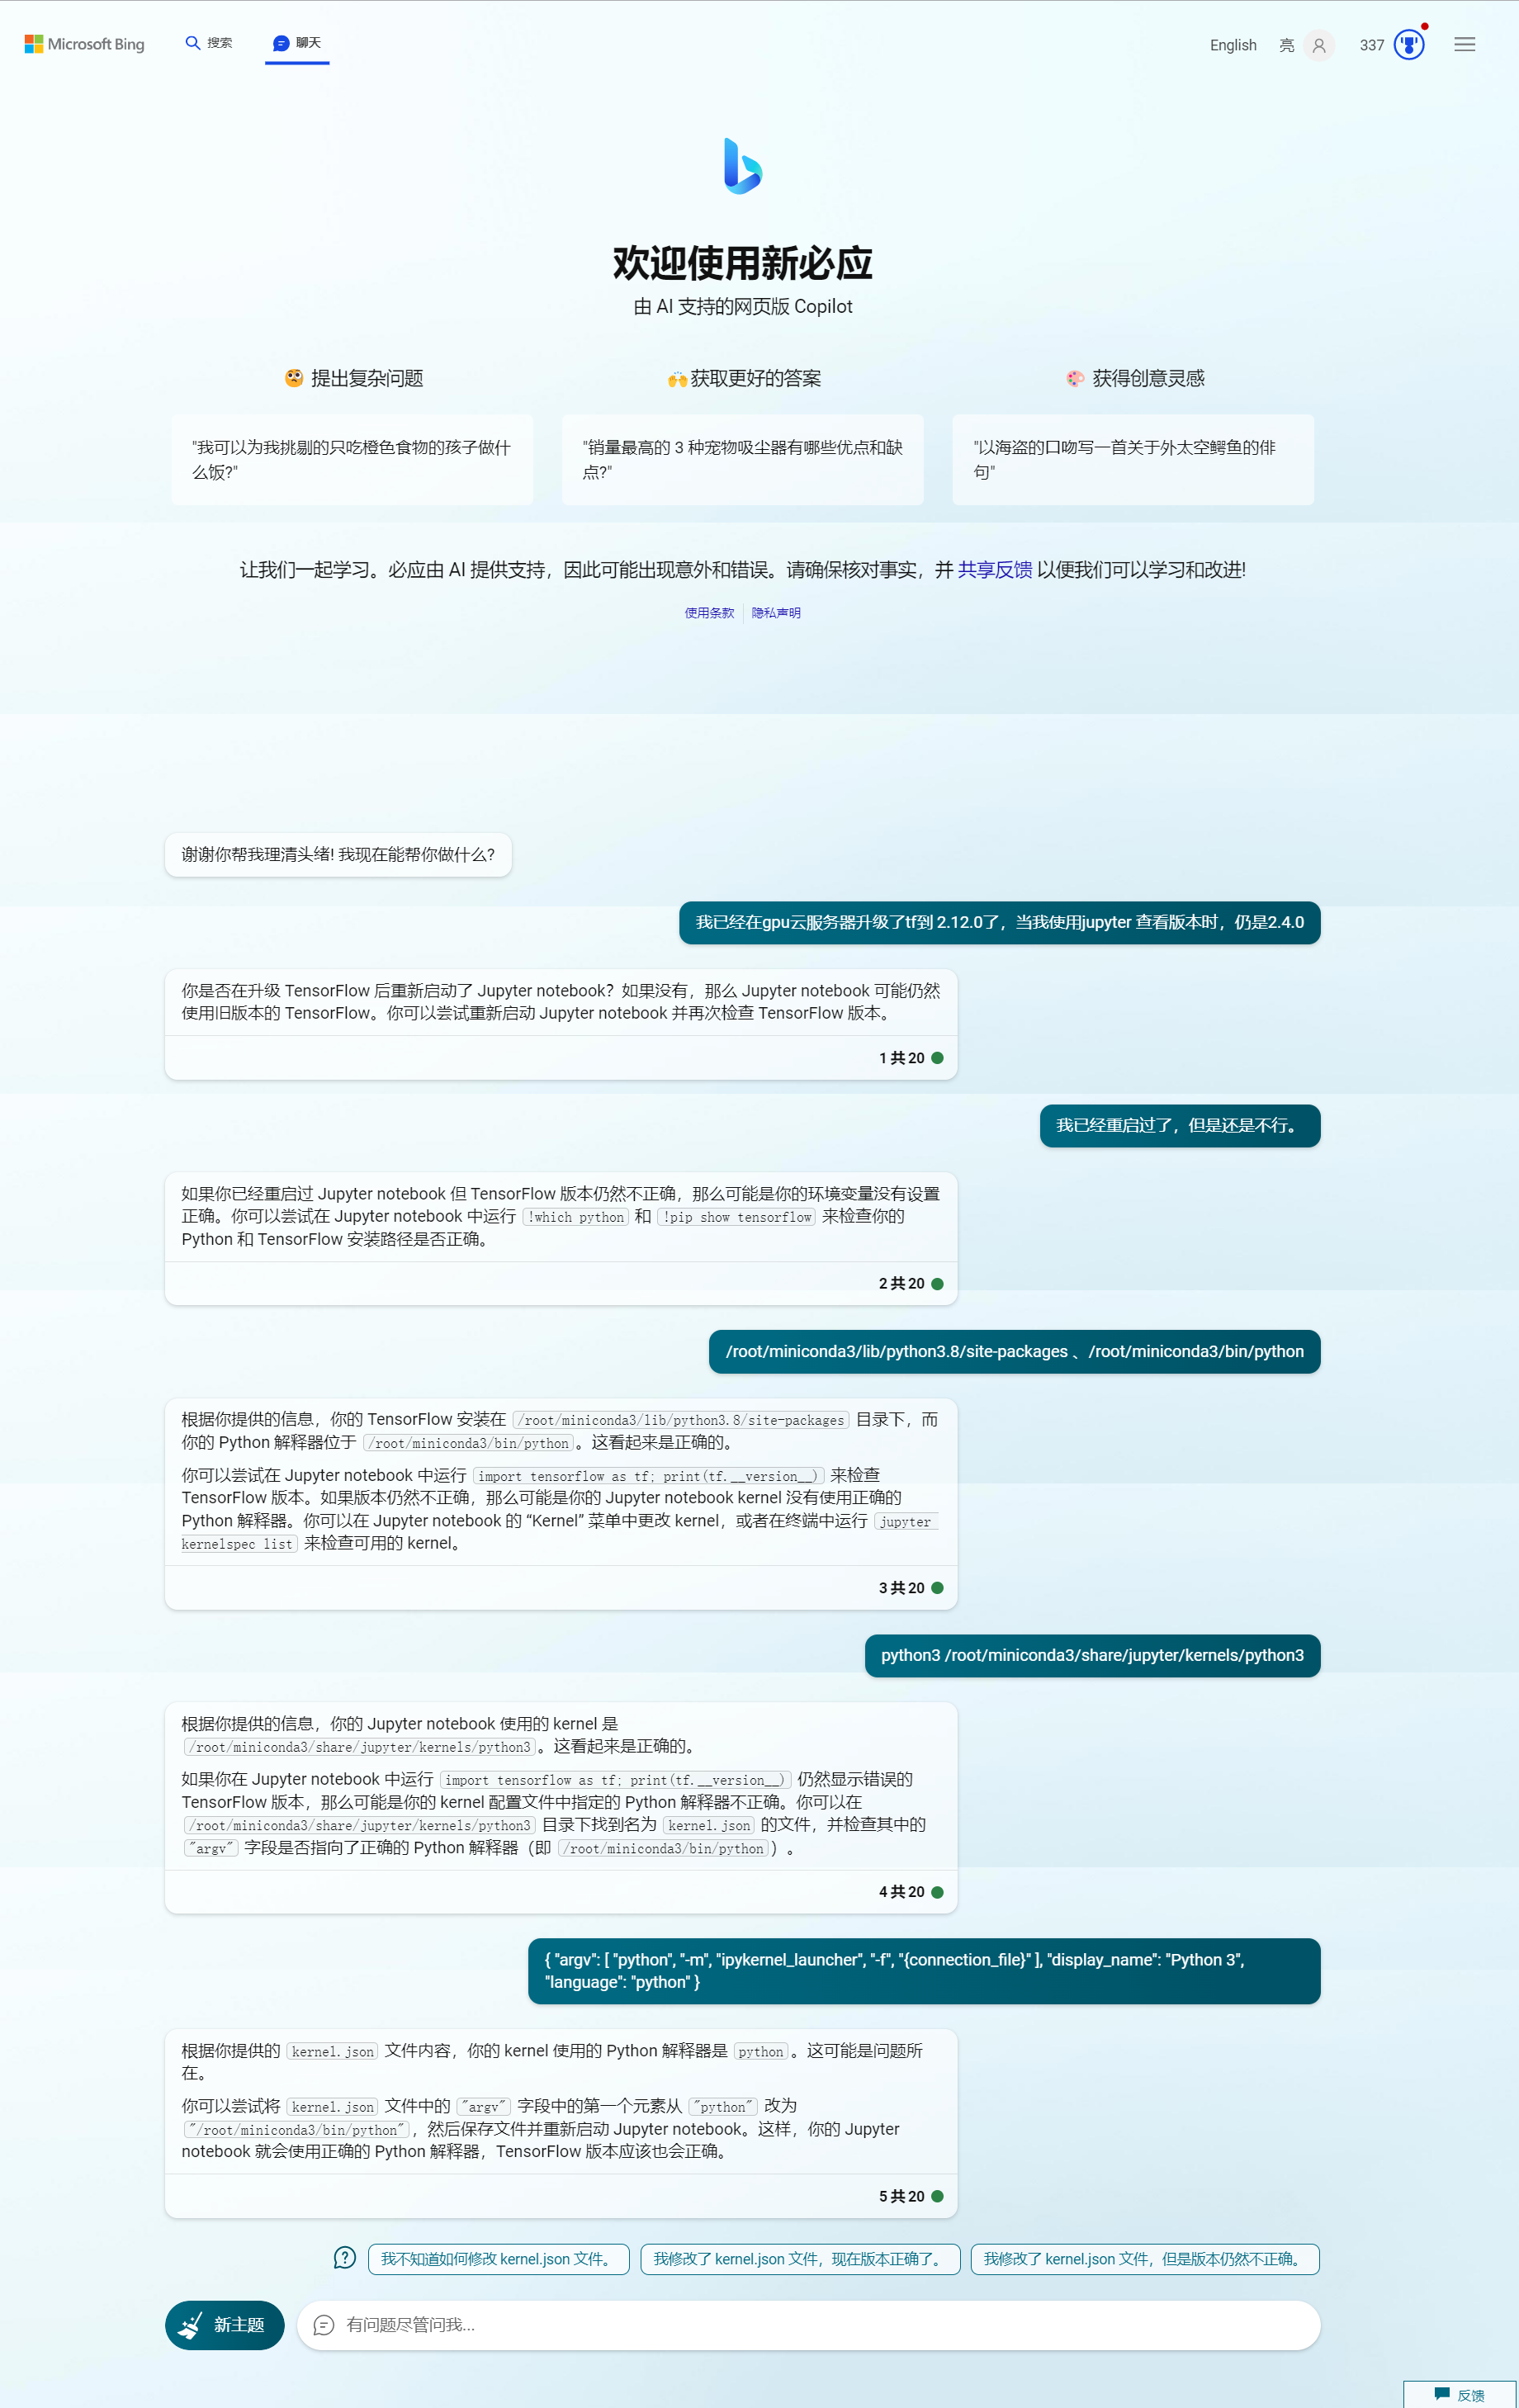 Microsoft Bing
搜索
聊天
English
亮
337
欢迎使用新必应
由 AI 支持的网页版 Copilot
提出复杂问题
获取更好的答案
获得创意灵感
"我可以为我挑剔的只吃橙色食物的孩子做什
么饭?"
"销量最高的 3 种宠物吸尘器有哪些优点和缺
点?"
"以海盗的口吻写一首关于外太空鳄鱼的俳
句"
让我们一起学习。必应由 AI 提供支持，因此可能出现意外和错误。请确保核对事实，并 共享反馈 以便我们可以学习和改进!
使用条款
隐私声明
谢谢你帮我理清头绪! 我现在能帮你做什么?
我已经在gpu云服务器升级了tf到 2.12.0了，当我使用jupyter 查看版本时，仍是2.4.0
你是否在升级 TensorFlow 后重新启动了 Jupyter notebook？如果没有，那么 Jupyter notebook 可能仍然
使用旧版本的 TensorFlow。你可以尝试重新启动 Jupyter notebook 并再次检查 TensorFlow 版本。
1 共 20
我已经重启过了，但是还是不行。
如果你已经重启过 Jupyter notebook 但 TensorFlow 版本仍然不正确，那么可能是你的环境变量没有设置
正确。你可以尝试在 Jupyter notebook 中运行 !which python 和 !pip show tensorflow 来检查你的
Python 和 TensorFlow 安装路径是否正确。
2 共 20
/root/miniconda3/lib/python3.8/site-packages 、/root/miniconda3/bin/python
根据你提供的信息，你的 TensorFlow 安装在 /root/miniconda3/lib/python3.8/site-packages 目录下，而
你的 Python 解释器位于 /root/miniconda3/bin/python。这看起来是正确的。
你可以尝试在 Jupyter notebook 中运行 import tensorflow as tf; print(tf.__version__) 来检查
TensorFlow 版本。如果版本仍然不正确，那么可能是你的 Jupyter notebook kernel 没有使用正确的
Python 解释器。你可以在 Jupyter notebook 的 “Kernel” 菜单中更改 kernel，或者在终端中运行 jupyter
kernelspec list 来检查可用的 kernel。
3 共 20
python3 /root/miniconda3/share/jupyter/kernels/python3
根据你提供的信息，你的 Jupyter notebook 使用的 kernel 是
/root/miniconda3/share/jupyter/kernels/python3。这看起来是正确的。
如果你在 Jupyter notebook 中运行 import tensorflow as tf; print(tf.__version__) 仍然显示错误的
TensorFlow 版本，那么可能是你的 kernel 配置文件中指定的 Python 解释器不正确。你可以在
/root/miniconda3/share/jupyter/kernels/python3 目录下找到名为 kernel.json 的文件，并检查其中的
"argv" 字段是否指向了正确的 Python 解释器（即 /root/miniconda3/bin/python）。
4 共 20
{ "argv": [ "python", "-m", "ipykernel_launcher", "-f", "{connection_file}" ], "display_name": "Python 3",
"language": "python" }
根据你提供的 kernel.json 文件内容，你的 kernel 使用的 Python 解释器是 python。这可能是问题所
在。
你可以尝试将 kernel.json 文件中的 "argv" 字段中的第一个元素从 "python" 改为
"/root/miniconda3/bin/python"，然后保存文件并重新启动 Jupyter notebook。这样，你的 Jupyter
notebook 就会使用正确的 Python 解释器，TensorFlow 版本应该也会正确。
5 共 20
我不知道如何修改 kernel.json 文件。
我修改了 kernel.json 文件，现在版本正确了。
我修改了 kernel.json 文件，但是版本仍然不正确。
新主题
有问题尽管问我...
反馈